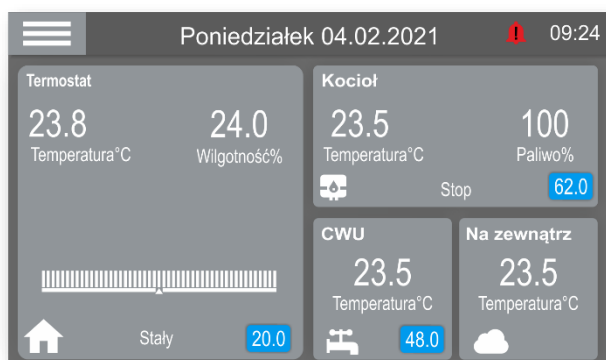 Poniedziałek 04.02.2021
! 09:24
Termostat
23.8
Temperatura°C
24.0
Wilgotność%
Stały
20.0
Kocioł
23.5
Temperatura°C
100
Paliwo%
Stop
62.0
CWU
23.5
Temperatura°C
48.0
Na zewnątrz
23.5
Temperatura°C